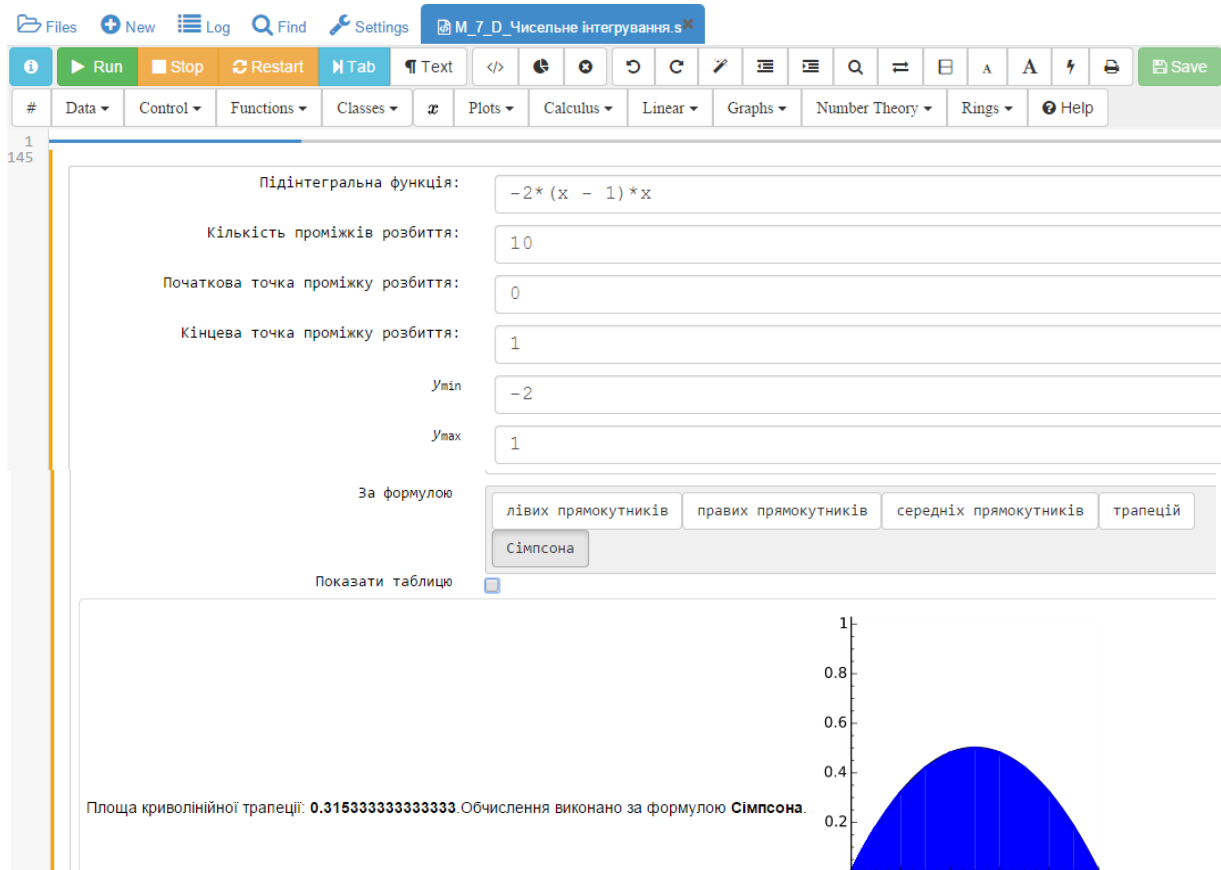 Files New Log Find Settings M_7_D_Чисельне інтегрування.s
Run Stop Restart Tab Text </> A A Save
# Data Control Functions Classes x Plots Calculus Linear Graphs Number Theory Rings Help
1
145
Підінтегральна функція: -2*(x - 1)*x
Кількість проміжків розбиття: 10
Початкова точка проміжку розбиття: 0
Кінцева точка проміжку розбиття: 1
ymin -2
ymax 1
За формулою лівих прямокутників правих прямокутників середніх прямокутників трапецій
Сімпсона
Показати таблицю
1
0.8
0.6
0.4
Площа криволінійної трапеції: 0.315333333333333.Обчислення виконано за формулою Сімпсона.
0.2